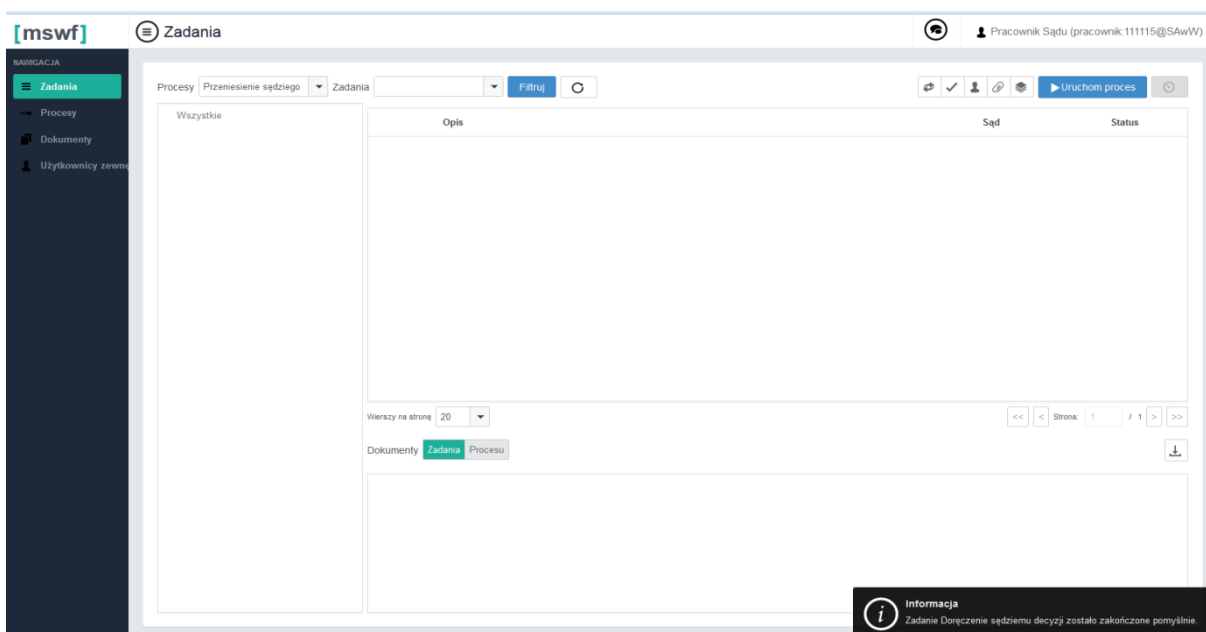 [mswf]
Zadania
Pracownik Sądu (pracownik:111115@SAwW)
NAWIGACJA
Zadania
Procesy
Dokumenty
Użytkownicy zewnę
Procesy Przeniesienie sędziego Zadania Filtruj Uruchom proces
Wszystkie
Opis Sąd Status
Wierszy na stronę 20 << < Strona: 1 / 1 > >>
Dokumenty Zadania Procesu
Informacja
Zadanie Doręczenie sędziemu decyzji zostało zakończone pomyślnie.